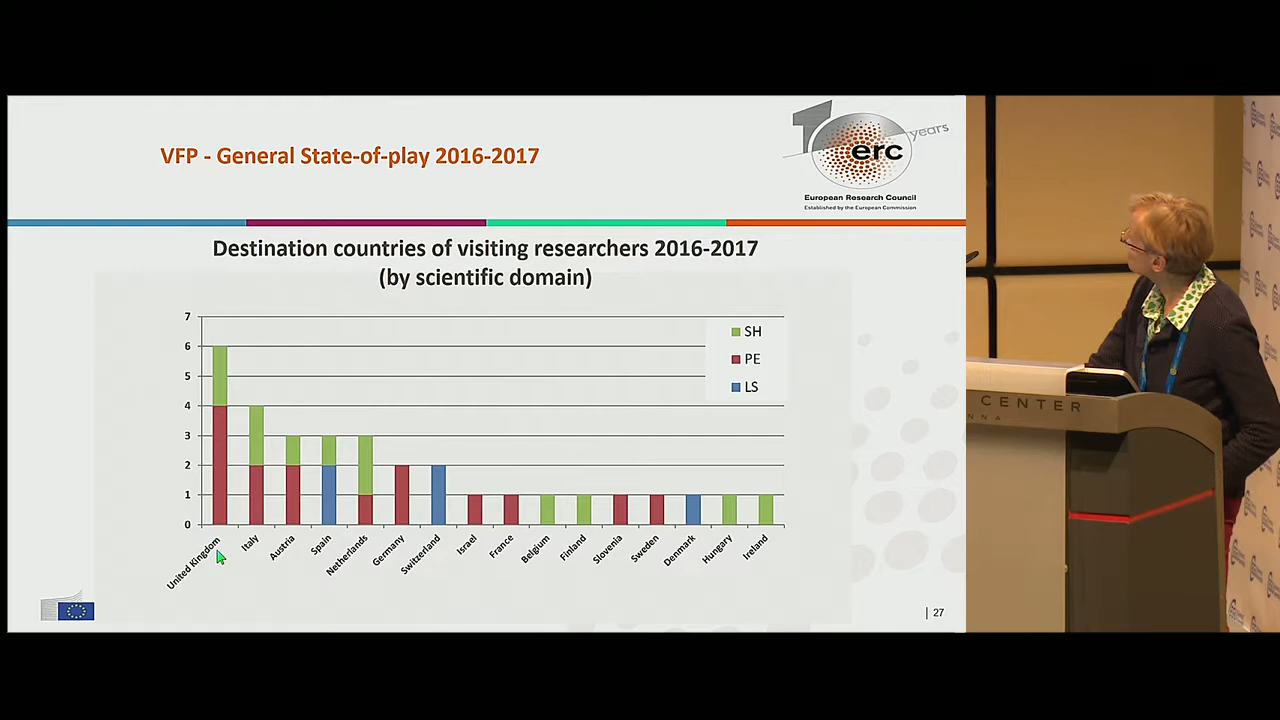 VFP - General State-of-play 2016-2017
10 years
erc
European Research Council
Established by the European Commission
Destination countries of visiting researchers 2016-2017
(by scientific domain)
7
6
5
4
3
2
1
0
SH
PE
LS
United Kingdom
Italy
Austria
Spain
Netherlands
Germany
Switzerland
Israel
France
Belgium
Finland
Slovenia
Sweden
Denmark
Hungary
Ireland
| 27
CENTER